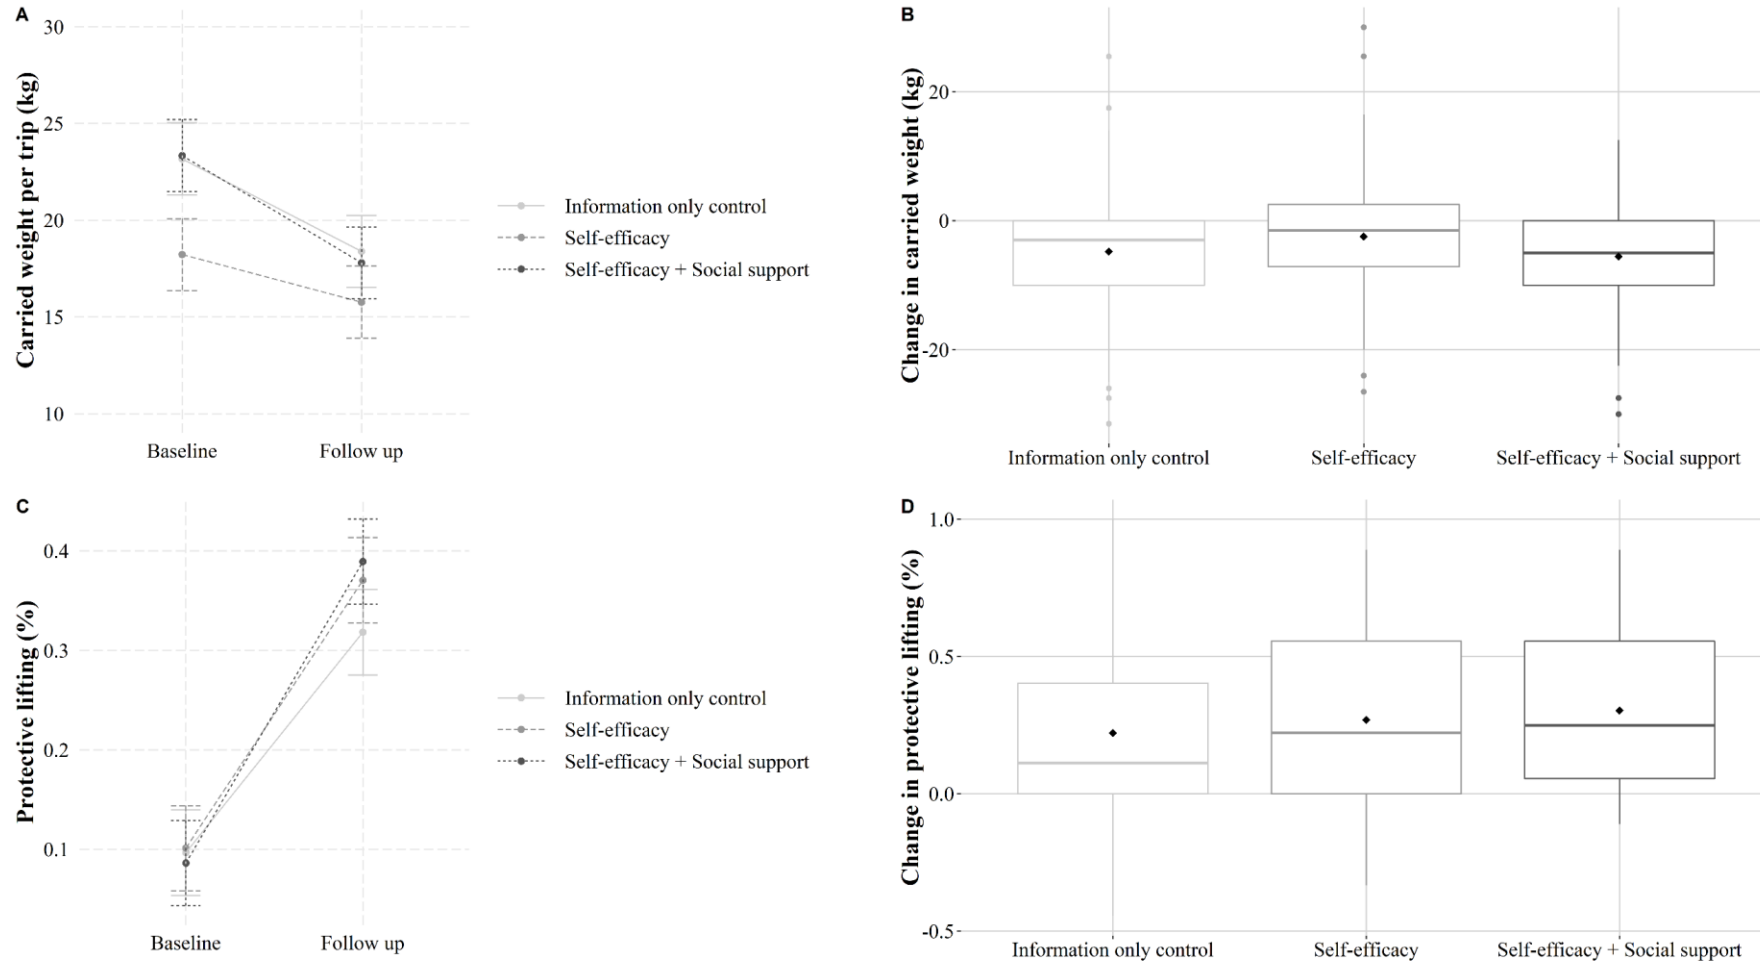 A
Carried weight per trip (kg)
30
25
20
15
10
Baseline
Follow up
Information only control
Self-efficacy
Self-efficacy + Social support
B
Change in carried weight (kg)
20
0
-20
Information only control
Self-efficacy
Self-efficacy + Social support
C
Protective lifting (%)
0.4
0.3
0.2
0.1
Baseline
Follow up
Information only control
Self-efficacy
Self-efficacy + Social support
D
Change in protective lifting (%)
1.0
0.5
0.0
-0.5
Information only control
Self-efficacy
Self-efficacy + Social support